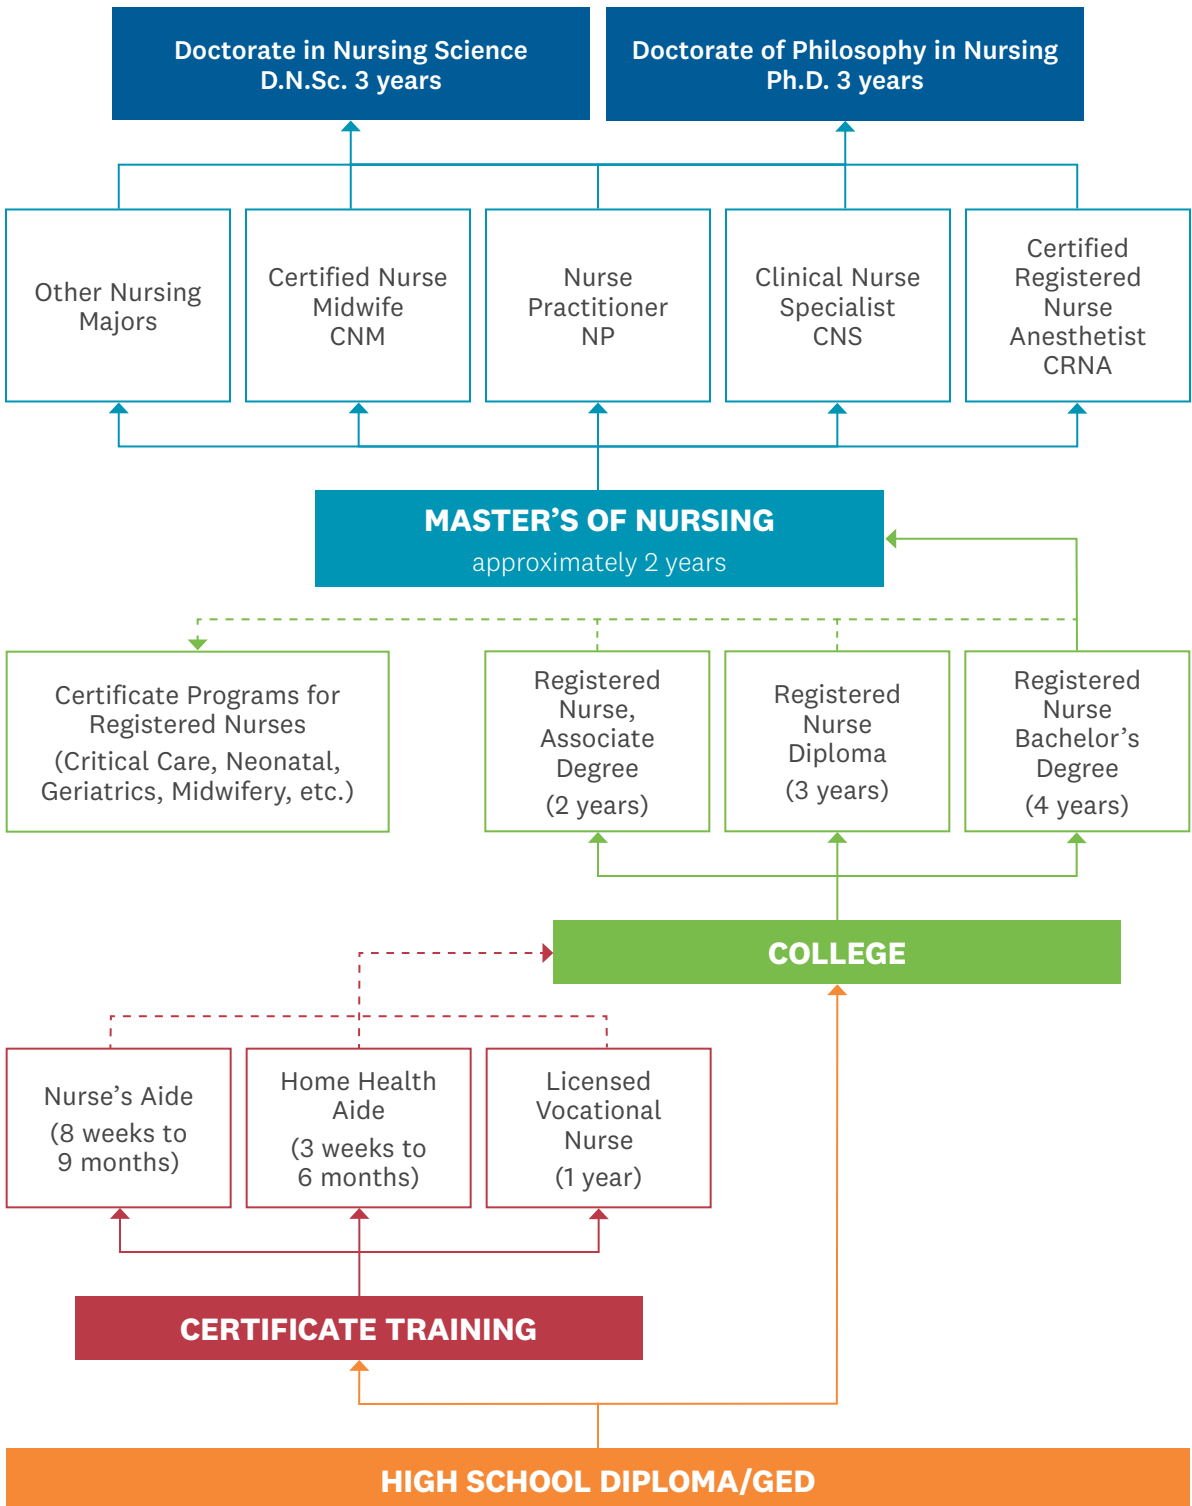 Doctorate in Nursing Science
D.N.Sc. 3 years
Doctorate of Philosophy in Nursing
Ph.D. 3 years
Other Nursing
Majors
Certified Nurse
Midwife
CNM
Nurse
Practitioner
NP
Clinical Nurse
Specialist
CNS
Certified
Registered
Nurse
Anesthetist
CRNA
MASTER’S OF NURSING
approximately 2 years
Certificate Programs for
Registered Nurses
(Critical Care, Neonatal,
Geriatrics, Midwifery, etc.)
Registered
Nurse,
Associate
Degree
(2 years)
Registered
Nurse
Diploma
(3 years)
Registered
Nurse
Bachelor’s
Degree
(4 years)
COLLEGE
Nurse’s Aide
(8 weeks to
9 months)
Home Health
Aide
(3 weeks to
6 months)
Licensed
Vocational
Nurse
(1 year)
CERTIFICATE TRAINING
HIGH SCHOOL DIPLOMA/GED